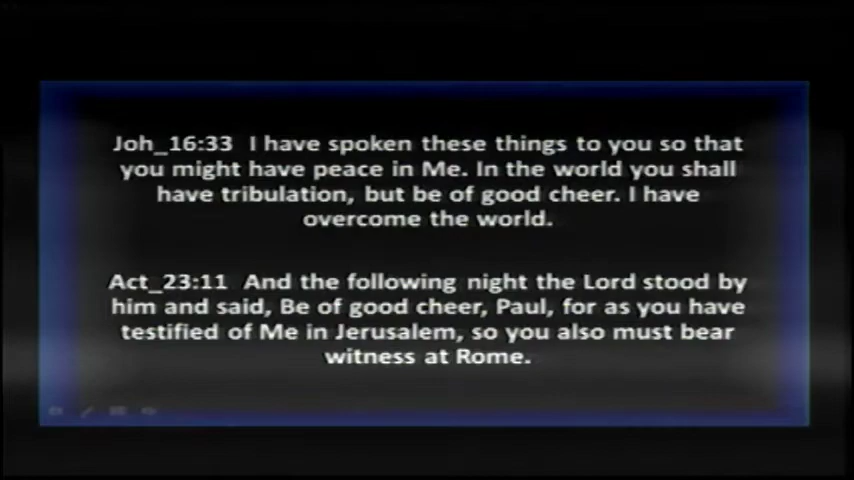 Joh_16:33 I have spoken these things to you so that
you might have peace in Me. In the world you shall
have tribulation, but be of good cheer. I have
overcome the world.
Act_23:11 And the following night the Lord stood by
him and said, Be of good cheer, Paul, for as you have
testified of Me in Jerusalem, so you also must bear
witness at Rome.